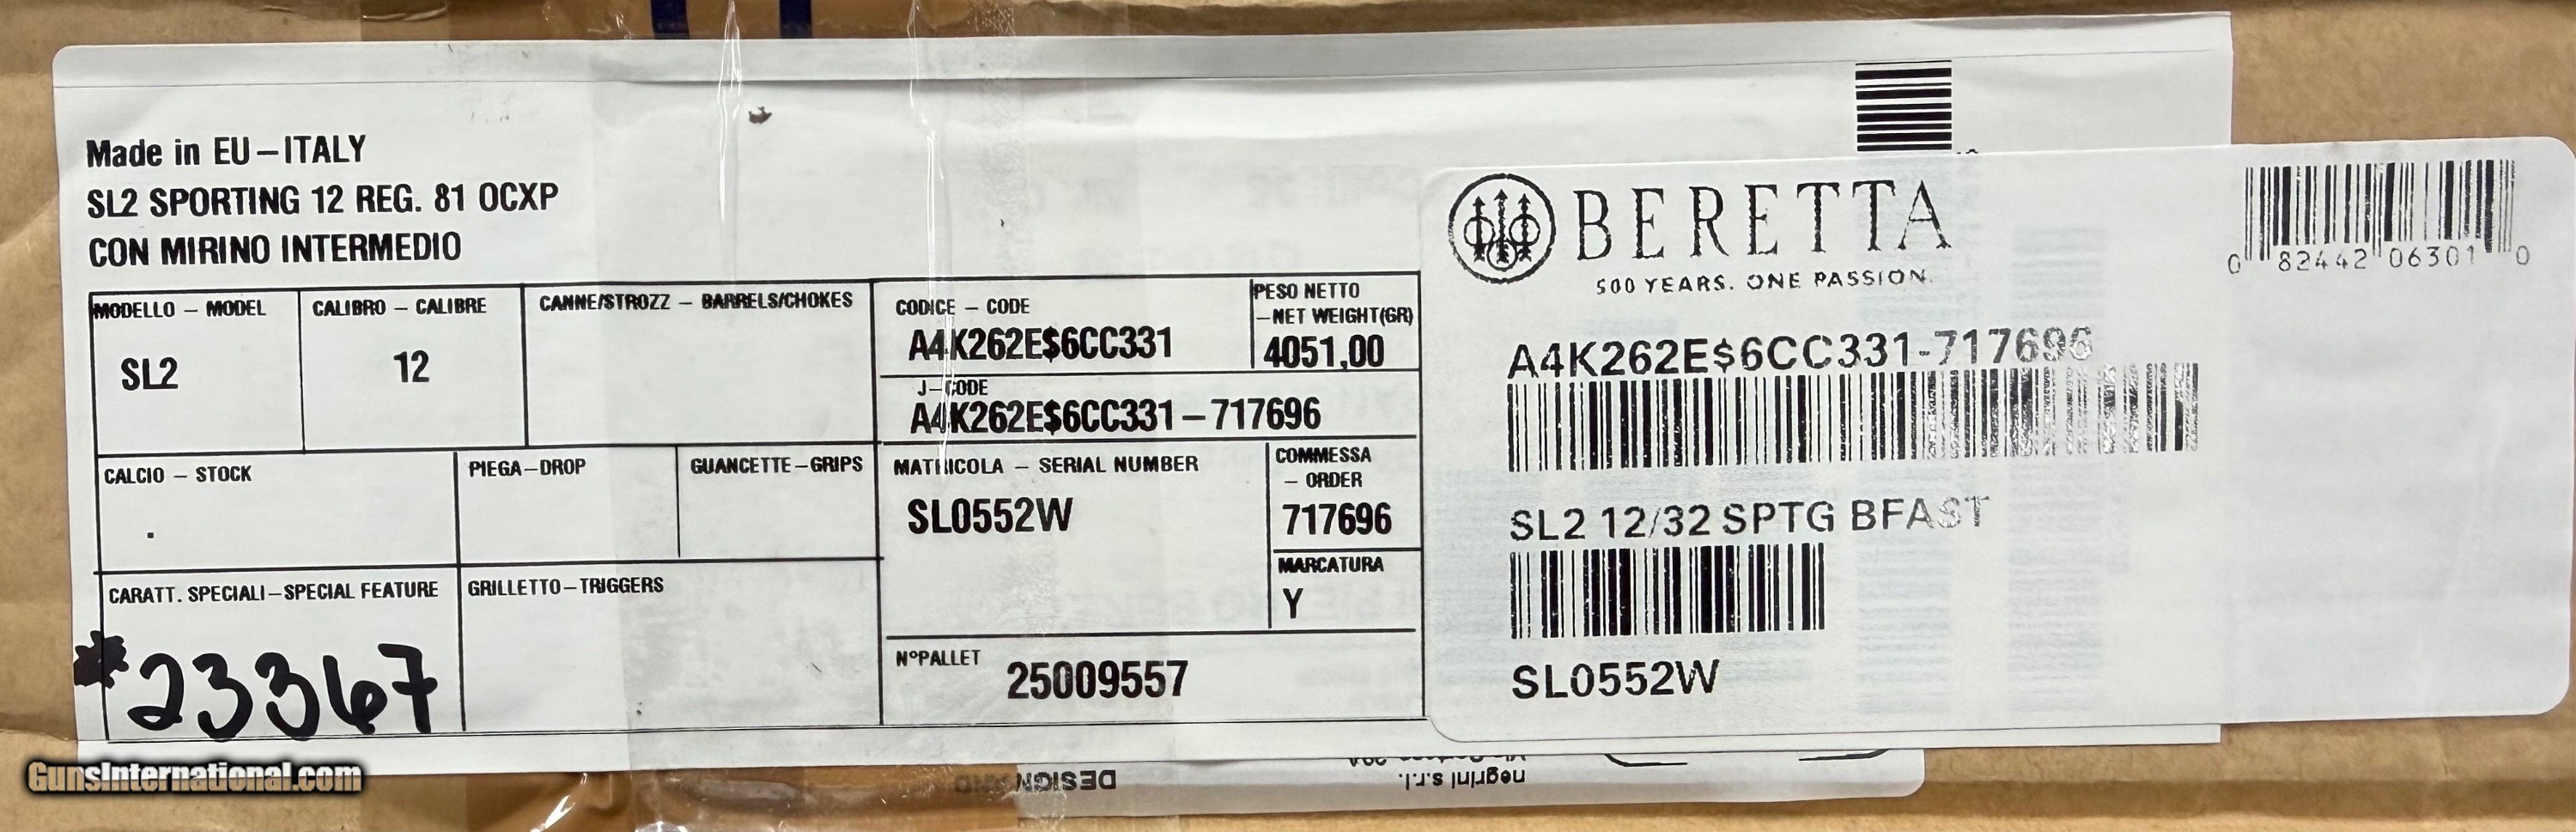 Made in EU–ITALY
SL2 SPORTING 12 REG. 81 OCXP
CON MIRINO INTERMEDIO
MODELLO – MODEL
SL2
CALIBRO – CALIBRE
12
CANNE/STROZZ – BARRELS/CHOKES
CODICE – CODE
A4K262E$6CC331
PESO NETTO
–NET WEIGHT(GR)
4051,00
J–CODE
A4K262E$6CC331–717696
CALCIO – STOCK
.
PIEGA–DROP
GUANCETTE–GRIPS
MATRICOLA – SERIAL NUMBER
SL0552W
COMMESSA
– ORDER
717696
MARCATURA
Y
CARATT. SPECIALI–SPECIAL FEATURE
#23367
GRILLETTO–TRIGGERS
N°PALLET
25009557
BERETTA
500 YEARS. ONE PASSION.
A4K262E$6CC331-717696
SL2 12/32 SPTG BFAST
SL0552W
0 82442 06301 0
negrini s.r.l.
DESIGN AND
GunsInternational.com